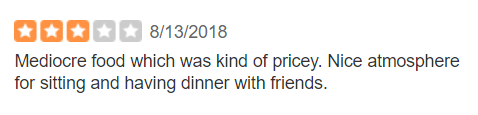 8/13/2018
Mediocre food which was kind of pricey. Nice atmosphere
for sitting and having dinner with friends.